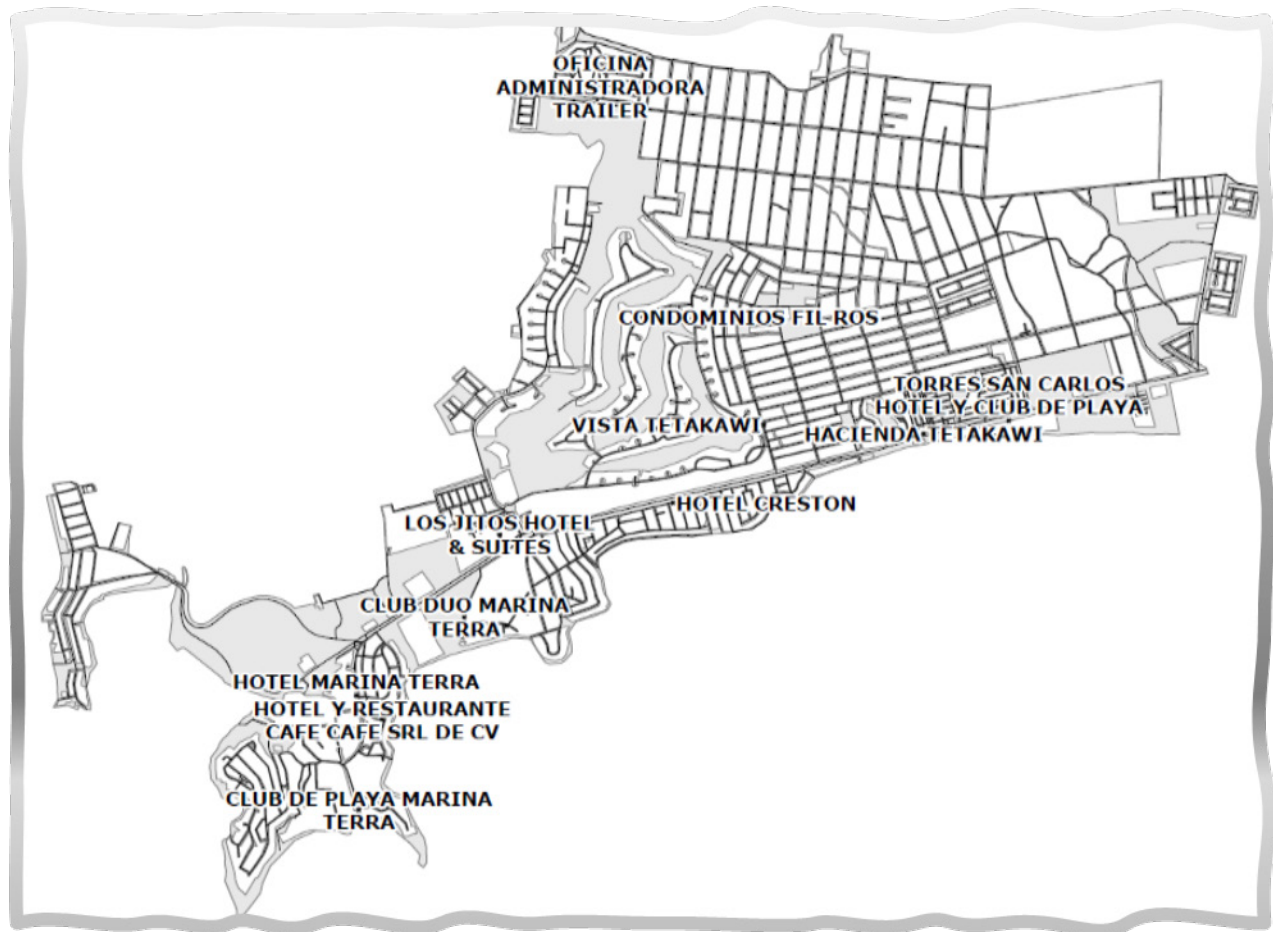 OFICINA
ADMINISTRADORA
TRAILER
CONDOMINIOS FIL ROS
TORRES SAN CARLOS
HOTEL Y CLUB DE PLAYA
VISTA TETAKAWI
HACIENDA TETAKAWI
HOTEL CRESTON
LOS JITOS HOTEL
& SUITES
CLUB DUO MARINA
TERRA
HOTEL MARINA TERRA
HOTEL Y RESTAURANTE
CAFE CAFE SRL DE CV
CLUB DE PLAYA MARINA
TERRA